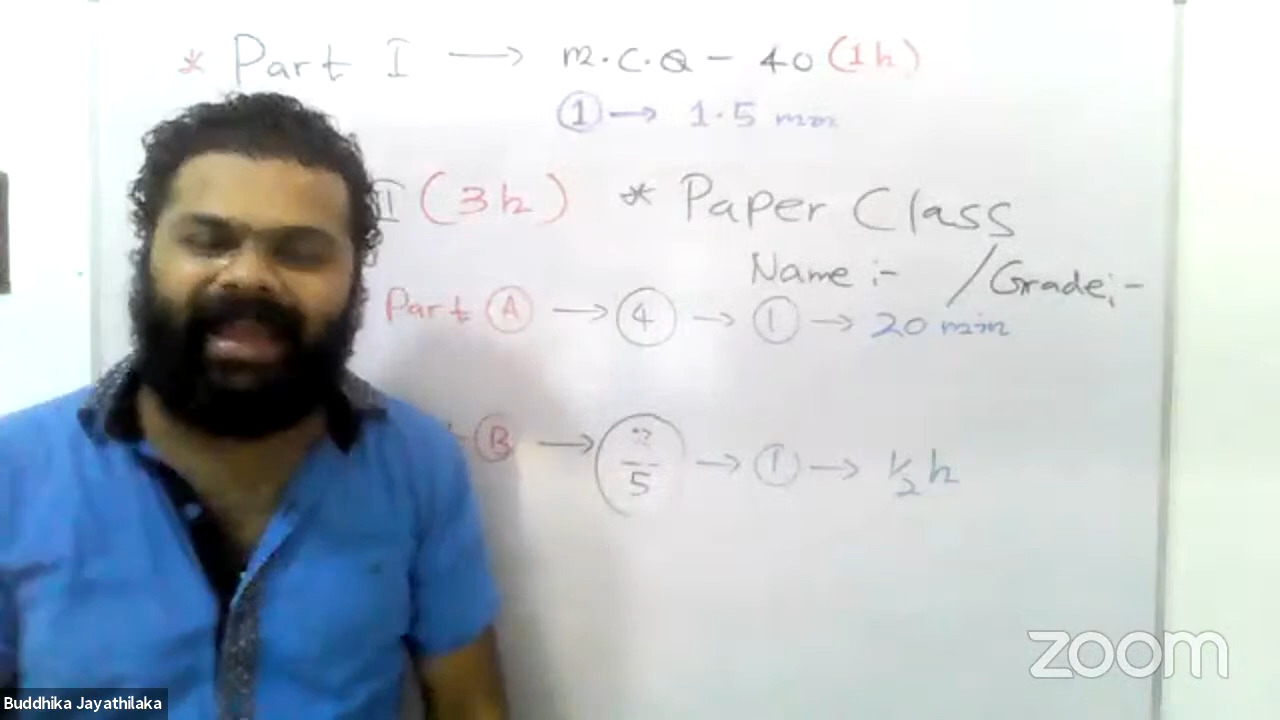 * Part I → M.C.Q - 40 (1h)
① → 1.5 min
II (3h) * Paper Class
Name :- / Grade :-
Part Ⓐ → ④ → ① → 20 min
Ⓑ → 5 → ① → 1/2 h
zoom
Buddhika Jayathilaka